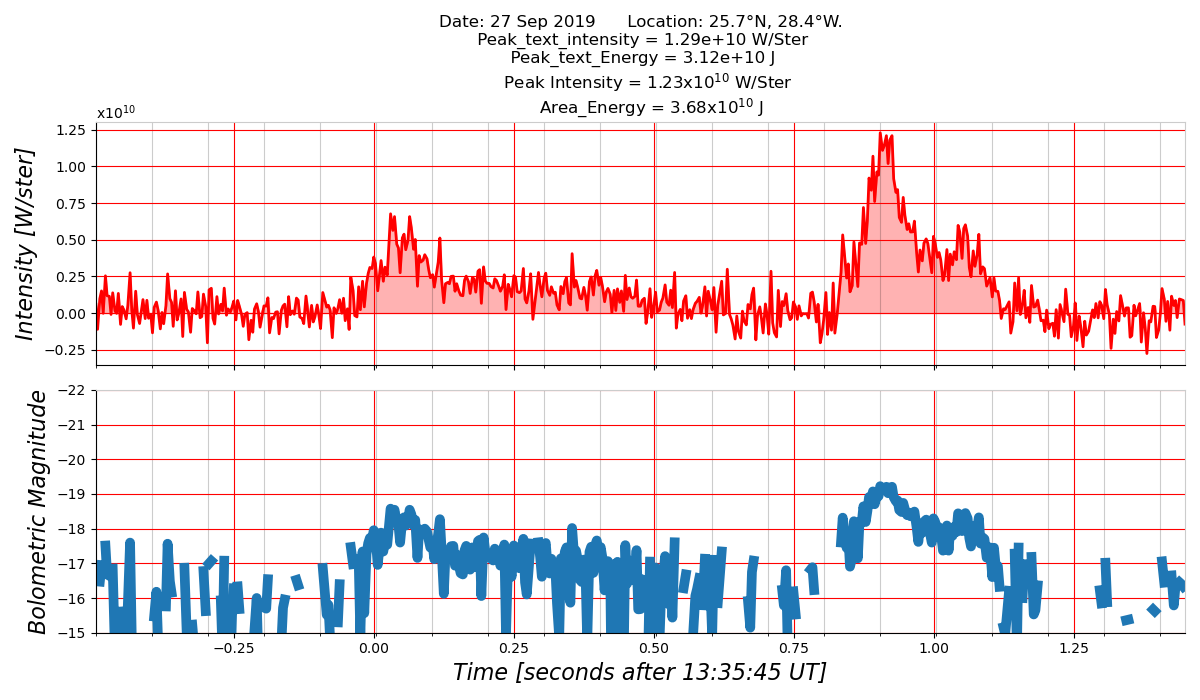 Date: 27 Sep 2019      Location: 25.7°N, 28.4°W.
Peak_text_intensity = 1.29e+10 W/Ster
Peak_text_Energy = 3.12e+10 J
Peak Intensity = 1.23x10¹⁰ W/Ster
Area_Energy = 3.68x10¹⁰ J
x10¹⁰
1.25
1.00
0.75
0.50
0.25
0.00
−0.25
Intensity [W/ster]
−22
−21
−20
−19
−18
−17
−16
−15
Bolometric Magnitude
−0.25 0.00 0.25 0.50 0.75 1.00 1.25
Time [seconds after 13:35:45 UT]